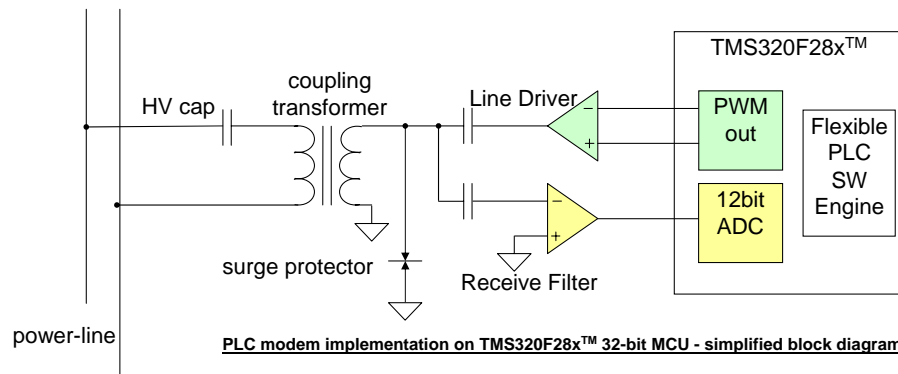 TMS320F28x™
coupling
transformer
HV cap
Line Driver
−
+
PWM
out
Flexible
PLC
SW
Engine
−
+
12bit
ADC
surge protector
Receive Filter
power-line
PLC modem implementation on TMS320F28x™ 32-bit MCU - simplified block diagram